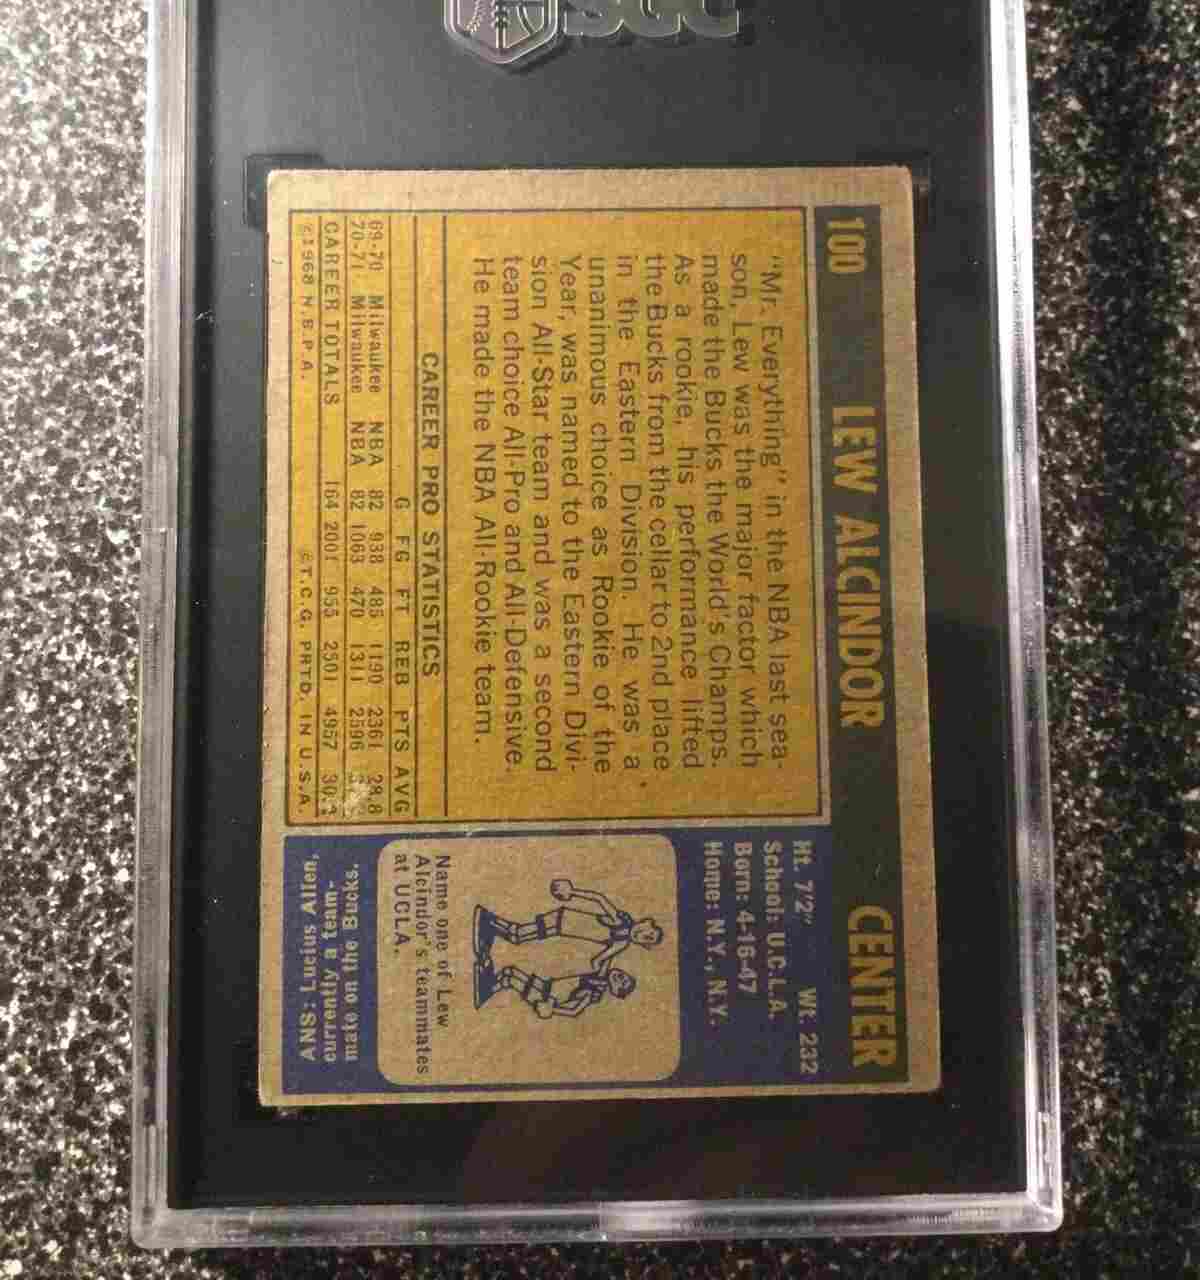 SGC
100 LEW ALCINDOR CENTER
"Mr. Everything" in the NBA last sea-
son, Lew was the major factor which
made the Bucks the World's Champs.
As a rookie, his performance lifted
the Bucks from the cellar to 2nd place
in the Eastern Division. He was a
unanimous choice as Rookie of the
Year, was named to the Eastern Divi-
sion All-Star team and was a second
team choice All-Pro and All-Defensive.
He made the NBA All-Rookie team.
CAREER PRO STATISTICS
G FG FT REB PTS AVG
69-70 Milwaukee NBA 82 938 485 1190 2361 28.8
70-71 Milwaukee NBA 82 1063 470 1311 2596
CAREER TOTALS 164 2001 955 2501 4957
©1968 N.B.P.A. ©T.C.G. PRTD. IN U.S.A.
Ht. 7'2" Wt: 232
School: U.C.L.A.
Born: 4-16-47
Home: N.Y., N.Y.
Name one of Lew
Alcindor's teammates
at UCLA.
ANS: Lucius Allen,
currently a team-
mate on the Bucks.